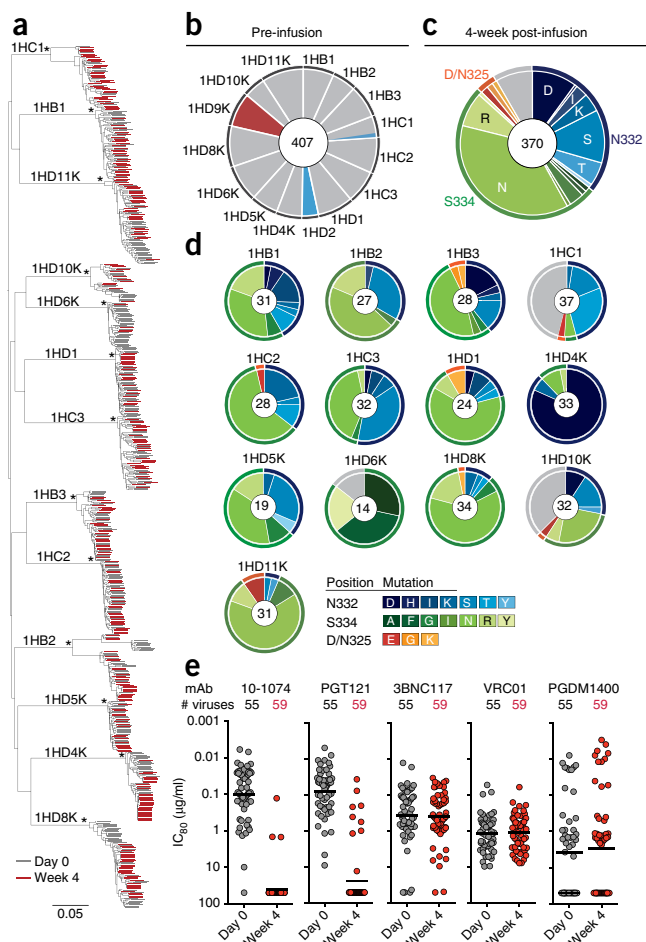 a
1HC1*
1HB1
*
1HD11K *
1HD10K *
1HD6K *
1HD1 *
1HC3 *
1HB3 *
1HC2 *
1HB2 *
1HD5K *
1HD4K *
1HD8K *
Day 0
Week 4
0.05
b
Pre-infusion
1HD11K
1HB1
1HB2
1HB3
1HC1
1HC2
1HC3
1HD1
1HD2
1HD4K
1HD5K
1HD6K
1HD8K
1HD9K
1HD10K
407
c
4-week post-infusion
D/N325
N332
S334
D
I
K
S
T
N
R
370
d
1HB1
31
1HB2
27
1HB3
28
1HC1
37
1HC2
28
1HC3
32
1HD1
24
1HD4K
33
1HD5K
19
1HD6K
14
1HD8K
34
1HD10K
32
1HD11K
31
Position Mutation
N332 D H I K S T Y
S334 A F G I N R Y
D/N325 E G K
e
mAb 10-1074 PGT121 3BNC117 VRC01 PGDM1400
# viruses 55 59 55 59 55 59 55 59 55 59
IC80 (μg/ml)
0.001
0.01
0.1
1
10
100
Day 0 Week 4 Day 0 Week 4 Day 0 Week 4 Day 0 Week 4 Day 0 Week 4